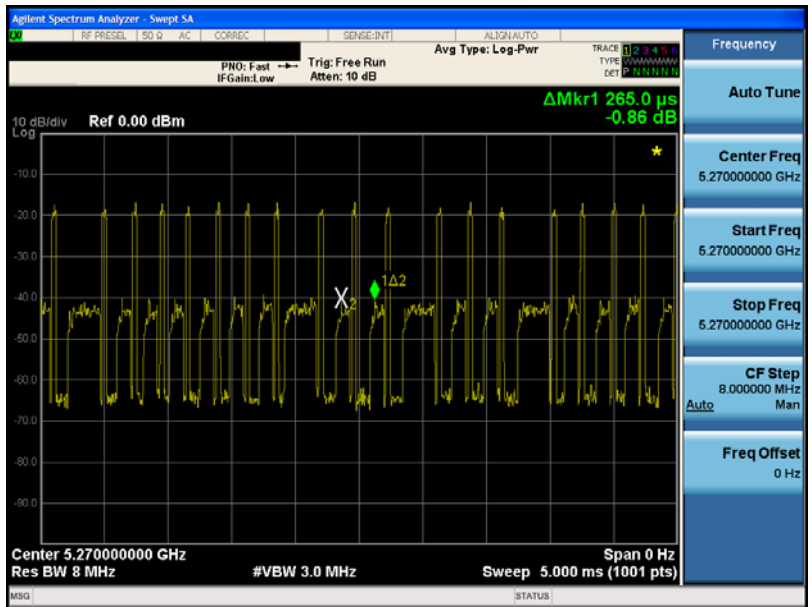 Agilent Spectrum Analyzer - Swept SA
LXI RF PRESEL 50 Ω AC CORREC SENSE:INT ALIGNAUTO
Avg Type: Log-Pwr
TRACE 1 2 3 4 5 6
TYPE
DET P N N N N N
PNO: Fast
IFGain:Low
Trig: Free Run
Atten: 10 dB
ΔMkr1 265.0 µs
-0.86 dB
10 dB/div Ref 0.00 dBm
Log
-10.0
-20.0
-30.0
-40.0
-50.0
-60.0
-70.0
-80.0
-90.0
*
X2
1Δ2
Center 5.270000000 GHz
Span 0 Hz
Res BW 8 MHz
#VBW 3.0 MHz
Sweep 5.000 ms (1001 pts)
MSG
STATUS
Frequency
Auto Tune
Center Freq
5.270000000 GHz
Start Freq
5.270000000 GHz
Stop Freq
5.270000000 GHz
CF Step
8.000000 MHz
Auto Man
Freq Offset
0 Hz